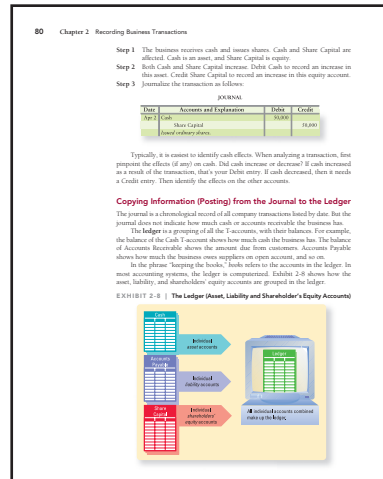 80 Chapter 2 Recording Business Transactions
Step 1 The business receives cash and issues shares. Cash and Share Capital are
affected. Cash is an asset, and Share Capital is equity.
Step 2 Both Cash and Share Capital increase. Debit Cash to record an increase in
this asset. Credit Share Capital to record an increase in this equity account.
Step 3 Journalize the transaction as follows:
JOURNAL
Date Accounts and Explanation Debit Credit
Apr 2 Cash 50,000
Share Capital 50,000
Issued ordinary shares.
Typically, it is easiest to identify cash effects. When analyzing a transaction, first
pinpoint the effects (if any) on cash. Did cash increase or decrease? If cash increased
as a result of the transaction, that's your Debit entry. If cash decreased, then it needs
a Credit entry. Then identify the effects on the other accounts.
Copying Information (Posting) from the Journal to the Ledger
The journal is a chronological record of all company transactions listed by date. But the
journal does not indicate how much cash or accounts receivable the business has.
The ledger is a grouping of all the T-accounts, with their balances. For example,
the balance of the Cash T-account shows how much cash the business has. The balance
of Accounts Receivable shows the amount due from customers. Accounts Payable
shows how much the business owes suppliers on open account, and so on.
In the phrase "keeping the books," books refers to the accounts in the ledger. In
most accounting systems, the ledger is computerized. Exhibit 2-8 shows how the
asset, liability, and shareholders' equity accounts are grouped in the ledger.
EXHIBIT 2-8 | The Ledger (Asset, Liability and Shareholder's Equity Accounts)
Cash
Individual
asset accounts
Accounts
Payable
Individual
liability accounts
Share
Capital
Individual
shareholders'
equity accounts
Ledger
All individual accounts combined
make up the ledger.